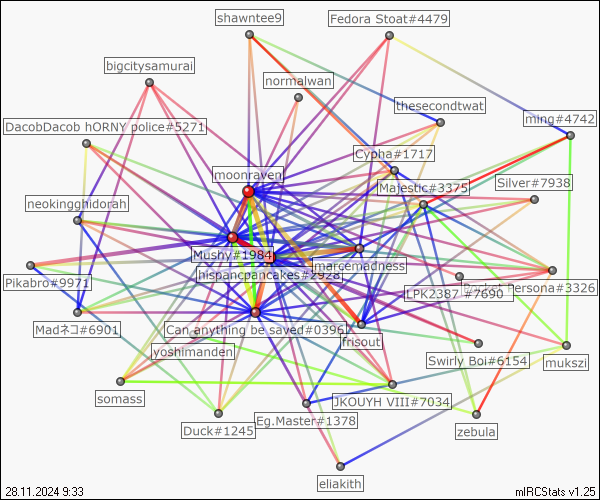 shawntee9
Fedora Stoat#4479
bigcitysamurai
normalwan
thesecondtwat
ming#4742
DacobDacob hORNY police#5271
Cypha#1717
moonraven
Majestic#3375
Silver#7938
neokingghidorah
Mushy#1984
marcemadness
hispancpancakes#2928
Pikabro#9971
LPK2387 #7690
persona#3326
Madネコ#6901
Can anything be saved#0396
frisout
yoshimanden
Swirly Boi#6154
mukszi
somass
JKOUYH VIII#7034
Duck#1245
Eg.Master#1378
zebula
eliakith
28.11.2024 9:33
mIRCStats v1.25